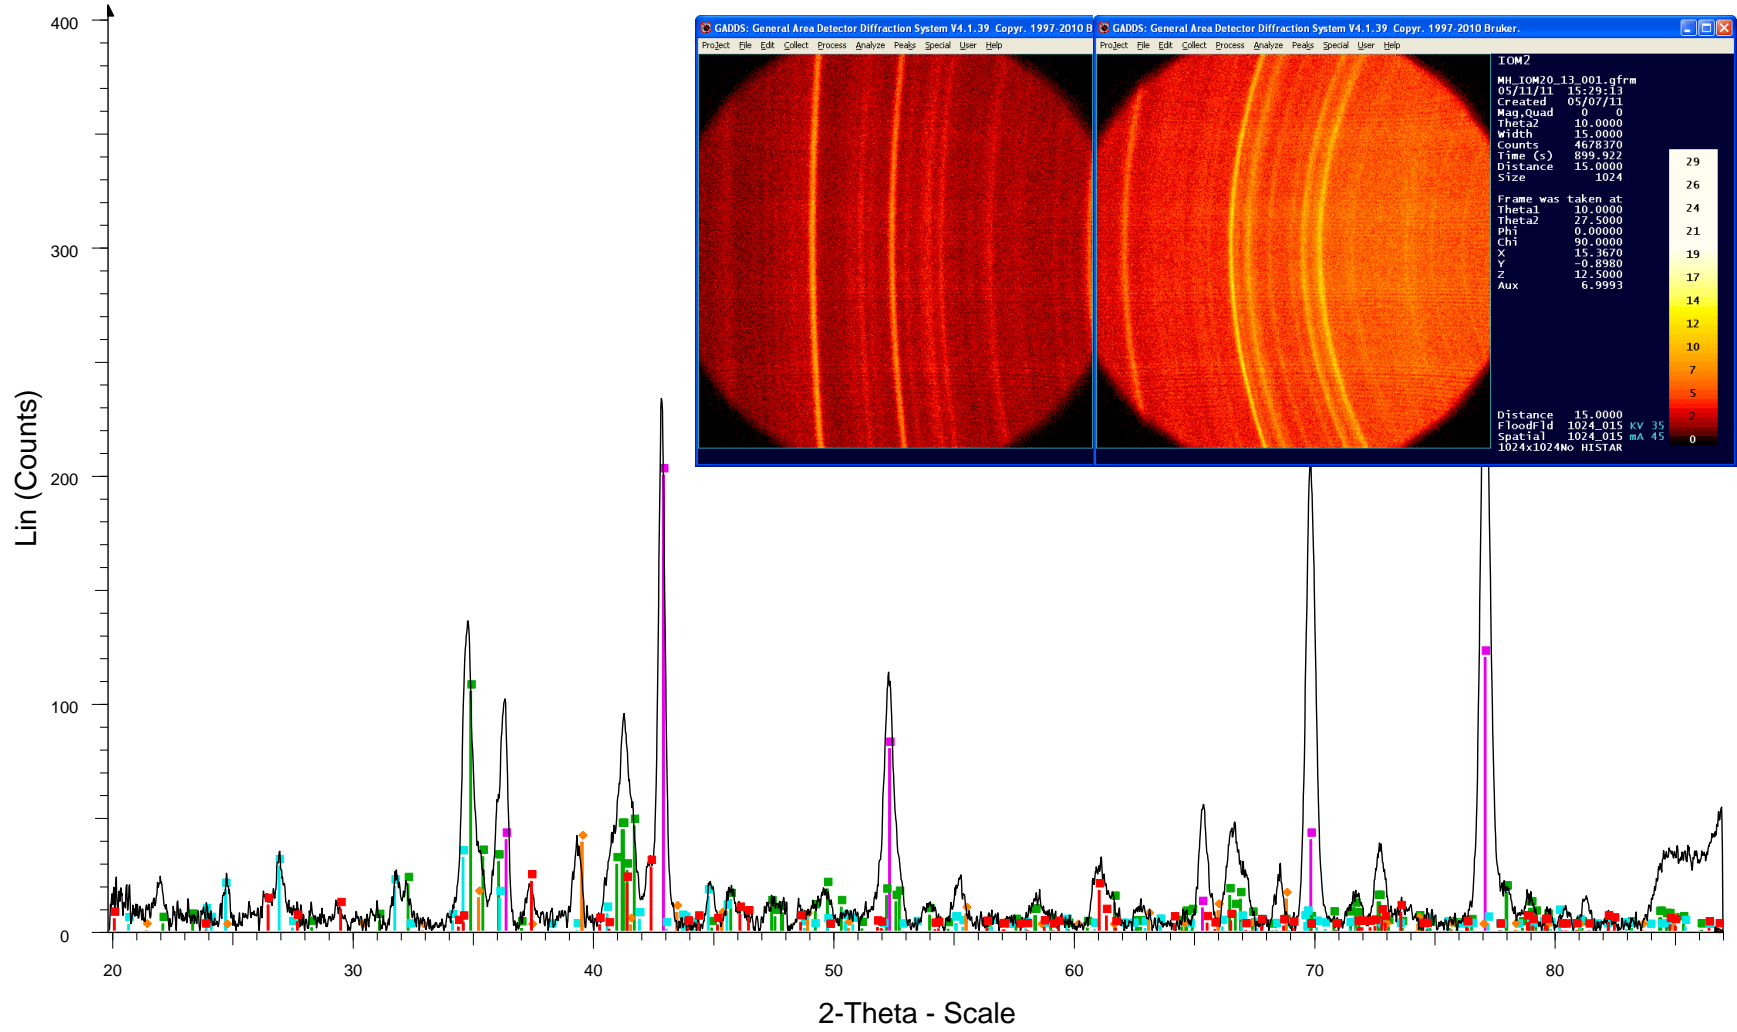 400
300
200
100
0
Lin (Counts)
20 30 40 50 60 70 80
2-Theta - Scale
GADDS: General Area Detector Diffraction System V4.1.39 Copyr. 1997-2010 B
Project File Edit Collect Process Analyze Peaks Special User Help
GADDS: General Area Detector Diffraction System V4.1.39 Copyr. 1997-2010 Bruker.
Project File Edit Collect Process Analyze Peaks Special User Help
IOM2
MH_IOM20_13_001.gfrm
05/11/11 15:29:13
Created 05/07/11
Mag,Quad 0 0
Theta2 10.0000
Width 15.0000
Counts 4678370
Time (s) 899.922
Distance 15.0000
Size 1024
Frame was taken at
Theta1 10.0000
Theta2 27.5000
Phi 0.00000
Chi 90.0000
X 15.3670
Y -0.8980
Z 12.5000
Aux 6.9993
29
26
24
21
19
17
14
12
10
7
5
2
0
Distance 15.0000
FloodFld 1024_015 KV 35
Spatial 1024_015 mA 45
1024x1024No HISTAR